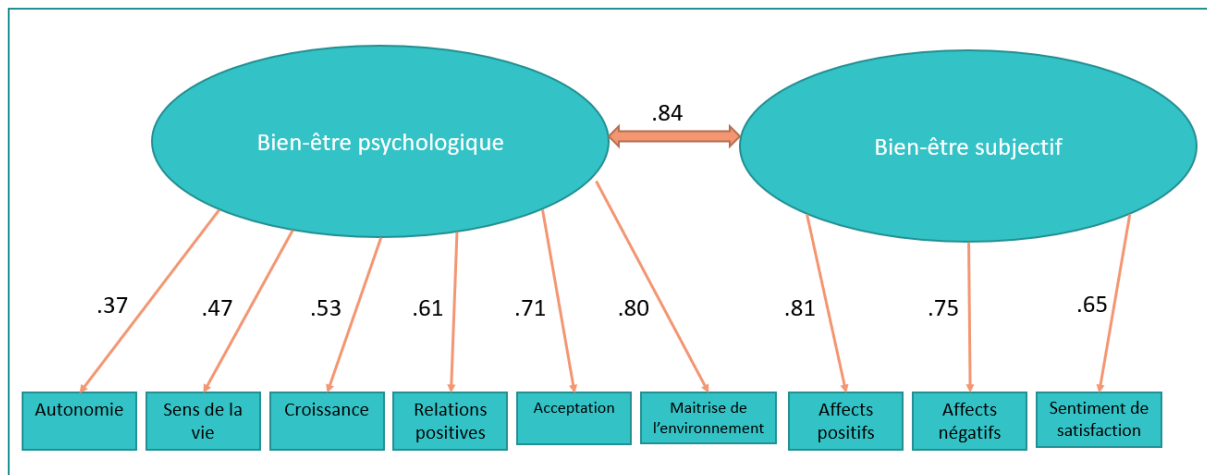 .84
Bien-être psychologique
Bien-être subjectif
.37
.47
.53
.61
.71
.80
.81
.75
.65
Autonomie
Sens de la
vie
Croissance
Relations
positives
Acceptation
Maitrise de
l'environnement
Affects
positifs
Affects
négatifs
Sentiment de
satisfaction